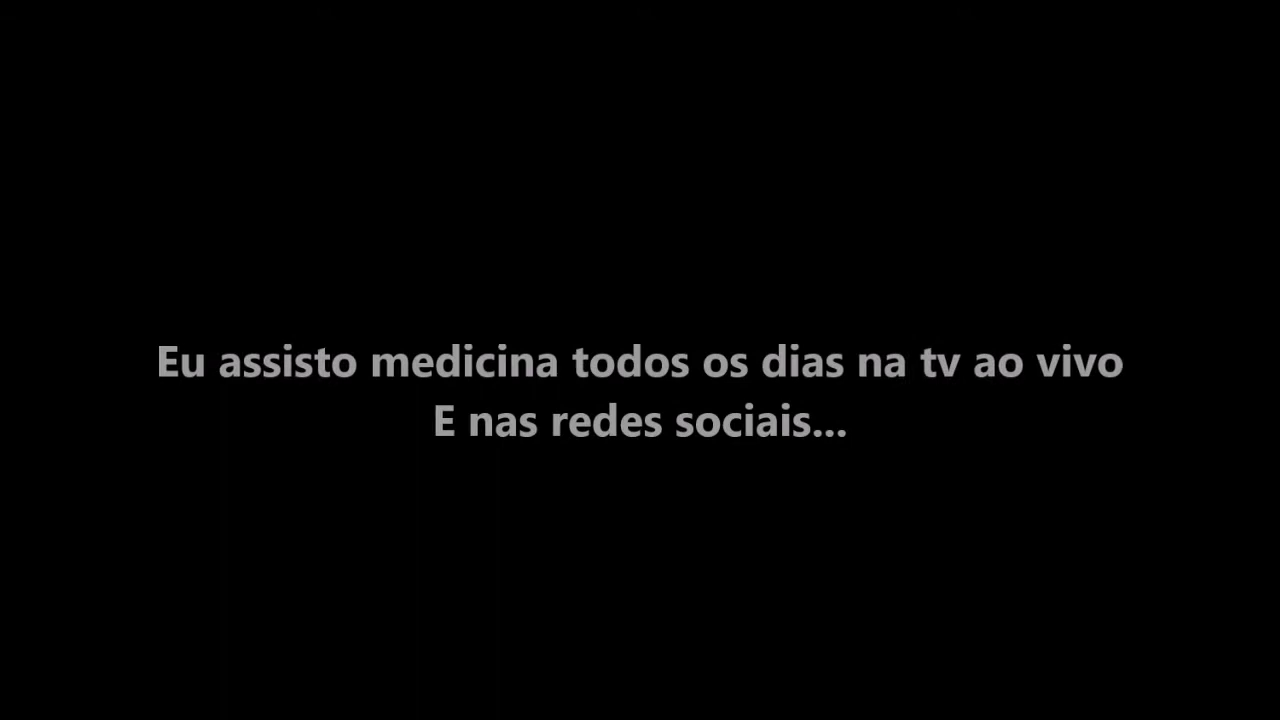 Eu assisto medicina todos os dias na tv ao vivo
E nas redes sociais...